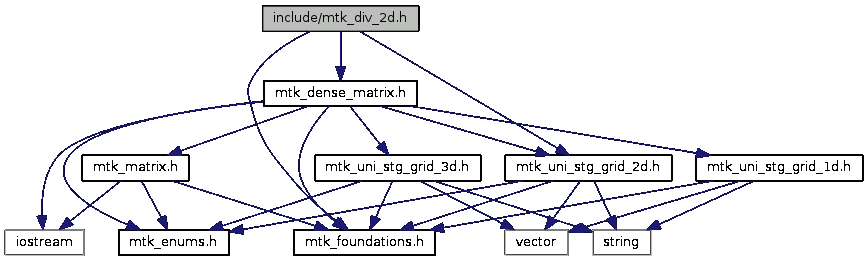 include/mtk_div_2d.h
mtk_dense_matrix.h
mtk_matrix.h
mtk_uni_stg_grid_3d.h
mtk_uni_stg_grid_2d.h
mtk_uni_stg_grid_1d.h
iostream
mtk_enums.h
mtk_foundations.h
vector
string